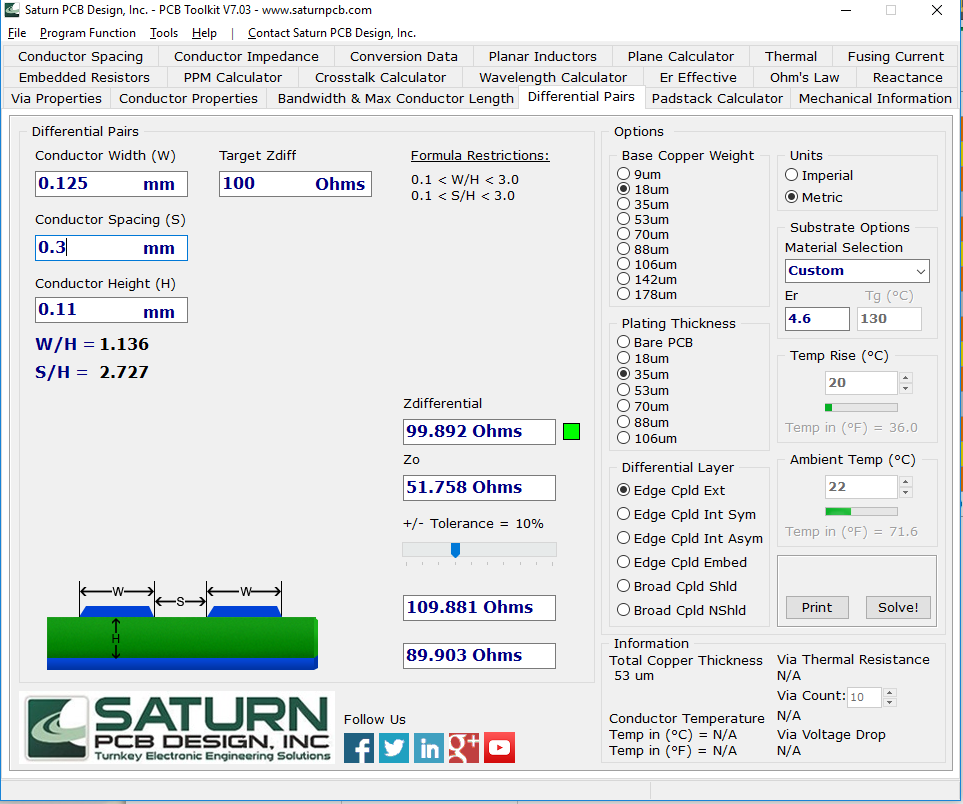 Saturn PCB Design, Inc. - PCB Toolkit V7.03 - www.saturnpcb.com
File Program Function Tools Help | Contact Saturn PCB Design, Inc.
Conductor Spacing Conductor Impedance Conversion Data Planar Inductors Plane Calculator Thermal Fusing Current
Embedded Resistors PPM Calculator Crosstalk Calculator Wavelength Calculator Er Effective Ohm's Law Reactance
Via Properties Conductor Properties Bandwidth & Max Conductor Length Differential Pairs Padstack Calculator Mechanical Information
Differential Pairs
Conductor Width (W)
0.125 mm
Target Zdiff
100 Ohms
Formula Restrictions:
0.1 < W/H < 3.0
0.1 < S/H < 3.0
Conductor Spacing (S)
0.3 mm
Conductor Height (H)
0.11 mm
W/H = 1.136
S/H = 2.727
Zdifferential
99.892 Ohms
Zo
51.758 Ohms
+/- Tolerance = 10%
109.881 Ohms
89.903 Ohms
W S W
H
SATURN
PCB DESIGN, INC
Turnkey Electronic Engineering Solutions
Follow Us
f in g+
Options
Base Copper Weight
9um
18um
35um
53um
70um
88um
106um
142um
178um
Plating Thickness
Bare PCB
18um
35um
53um
70um
88um
106um
Differential Layer
Edge Cpld Ext
Edge Cpld Int Sym
Edge Cpld Int Asym
Edge Cpld Embed
Broad Cpld Shld
Broad Cpld NShld
Units
Imperial
Metric
Substrate Options
Material Selection
Custom
Er Tg (°C)
4.6 130
Temp Rise (°C)
20
Temp in (°F) = 36.0
Ambient Temp (°C)
22
Temp in (°F) = 71.6
Print Solve!
Information
Total Copper Thickness
53 um
Conductor Temperature
Temp in (°C) = N/A
Temp in (°F) = N/A
Via Thermal Resistance
N/A
Via Count: 10
N/A
Via Voltage Drop
N/A